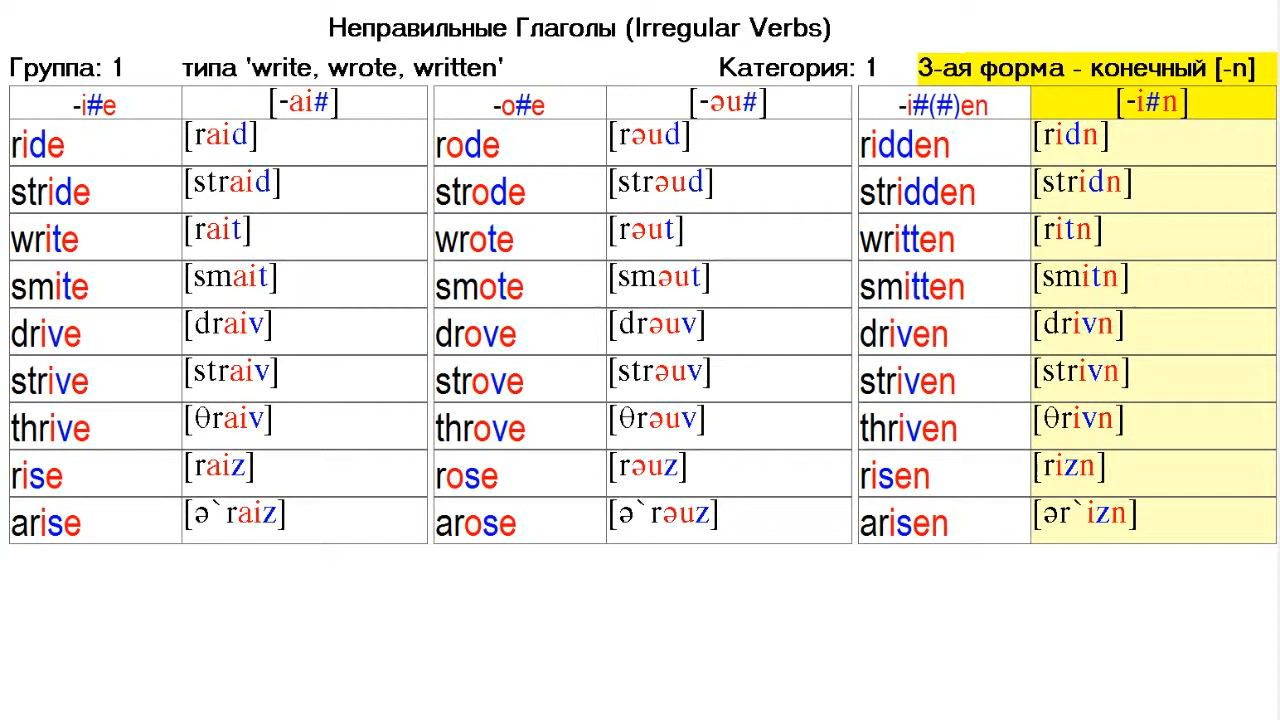 Неправильные Глаголы (Irregular Verbs)
Группа: 1 типа 'write, wrote, written' Категория: 1 3-ая форма - конечный [-n]
-i#e [-ai#] -o#e [-əu#] -i#(#)en [-i#n]
ride [raid] rode [rəud] ridden [ridn]
stride [straid] strode [strəud] stridden [stridn]
write [rait] wrote [rəut] written [ritn]
smite [smait] smote [sməut] smitten [smitn]
drive [draiv] drove [drəuv] driven [drivn]
strive [straiv] strove [strəuv] striven [strivn]
thrive [θraiv] throve [θrəuv] thriven [θrivn]
rise [raiz] rose [rəuz] risen [rizn]
arise [ə`raiz] arose [ə`rəuz] arisen [ər`izn]